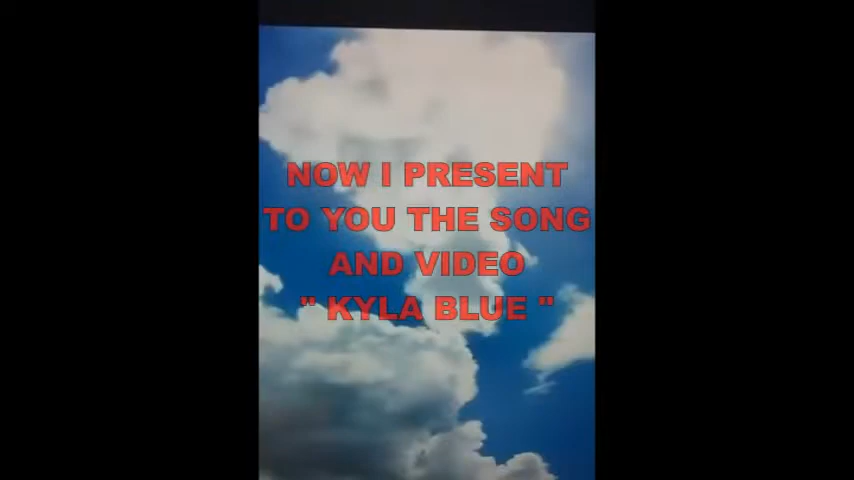 NOW I PRESENT
TO YOU THE SONG
AND VIDEO
" KYLA BLUE "